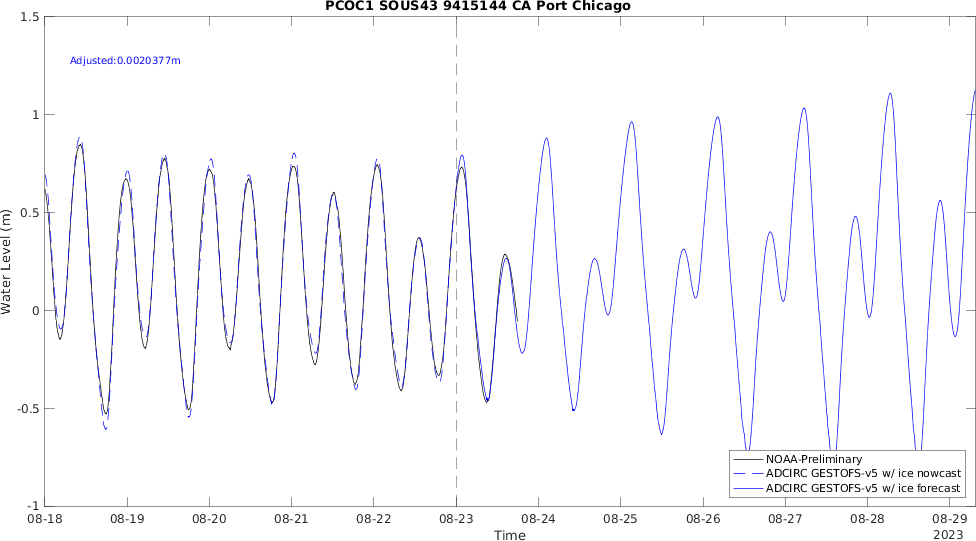 PCOC1 SOUS43 9415144 CA Port Chicago
1.5
Adjusted:0.0020377m
1
0.5
0
-0.5
-1
Water Level (m)
NOAA-Preliminary
ADCIRC GESTOFS-v5 w/ ice nowcast
ADCIRC GESTOFS-v5 w/ ice forecast
08-18 08-19 08-20 08-21 08-22 08-23 08-24 08-25 08-26 08-27 08-28 08-29
Time
2023